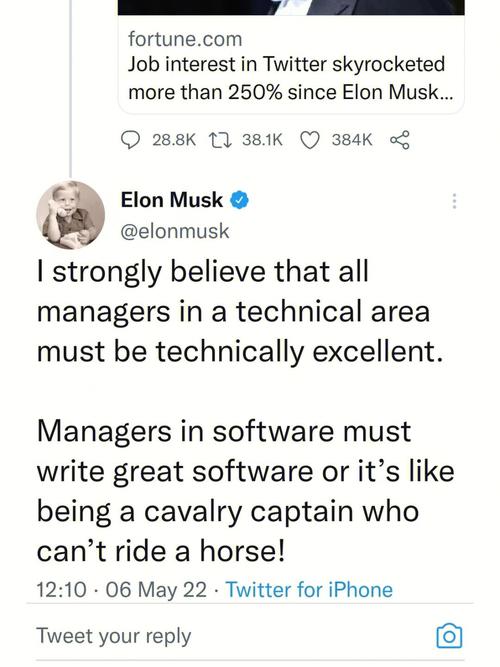 fortune.com
Job interest in Twitter skyrocketed
more than 250% since Elon Musk...
28.8K 38.1K 384K
Elon Musk
@elonmusk
I strongly believe that all
managers in a technical area
must be technically excellent.
Managers in software must
write great software or it’s like
being a cavalry captain who
can’t ride a horse!
12:10 · 06 May 22 · Twitter for iPhone
Tweet your reply